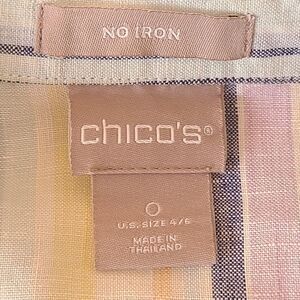 NO IRON
chico's®
0
U.S. SIZE 4/6
MADE IN
THAILAND